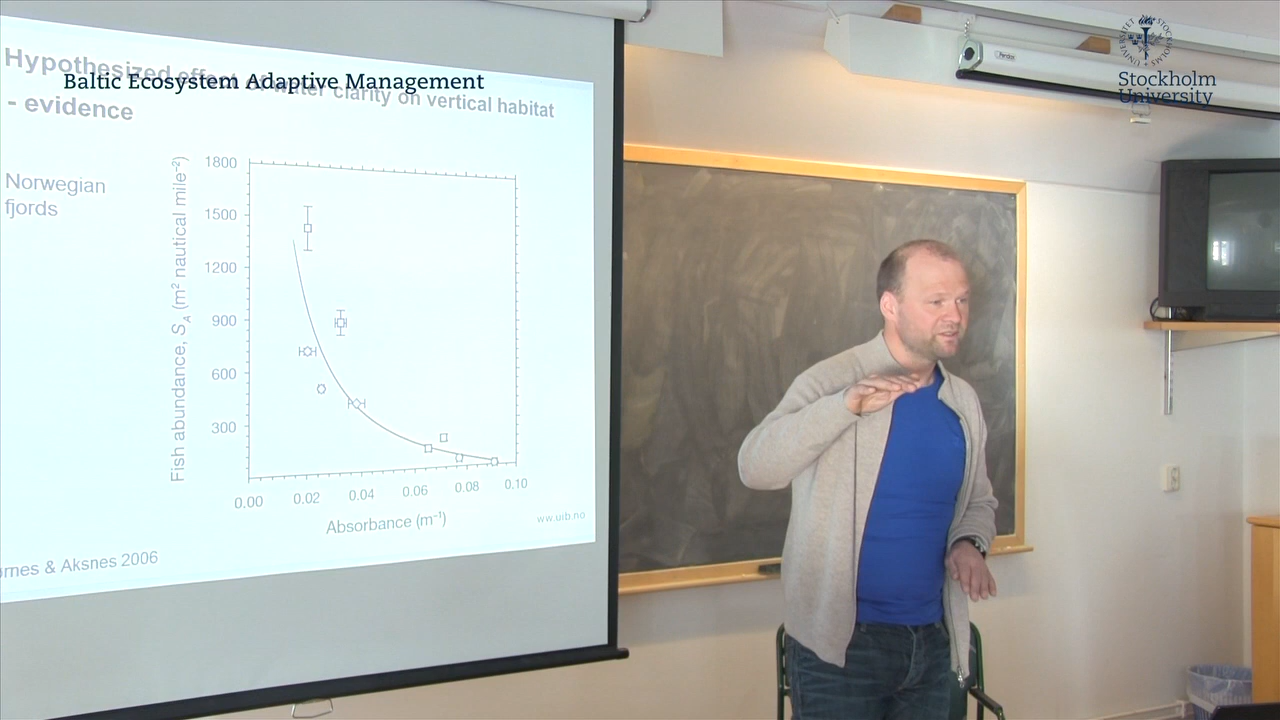 Hypothesized effect of water clarity on vertical habitat
- evidence
Baltic Ecosystem Adaptive Management
Stockholm
University
Norwegian
fjords
Fish abundance, S_A (m² nautical mile⁻²)
1800
1500
1200
900
600
300
0.00
0.02
0.04
0.06
0.08
0.10
Absorbance (m⁻¹)
ww.uib.no
rnes & Aksnes 2006